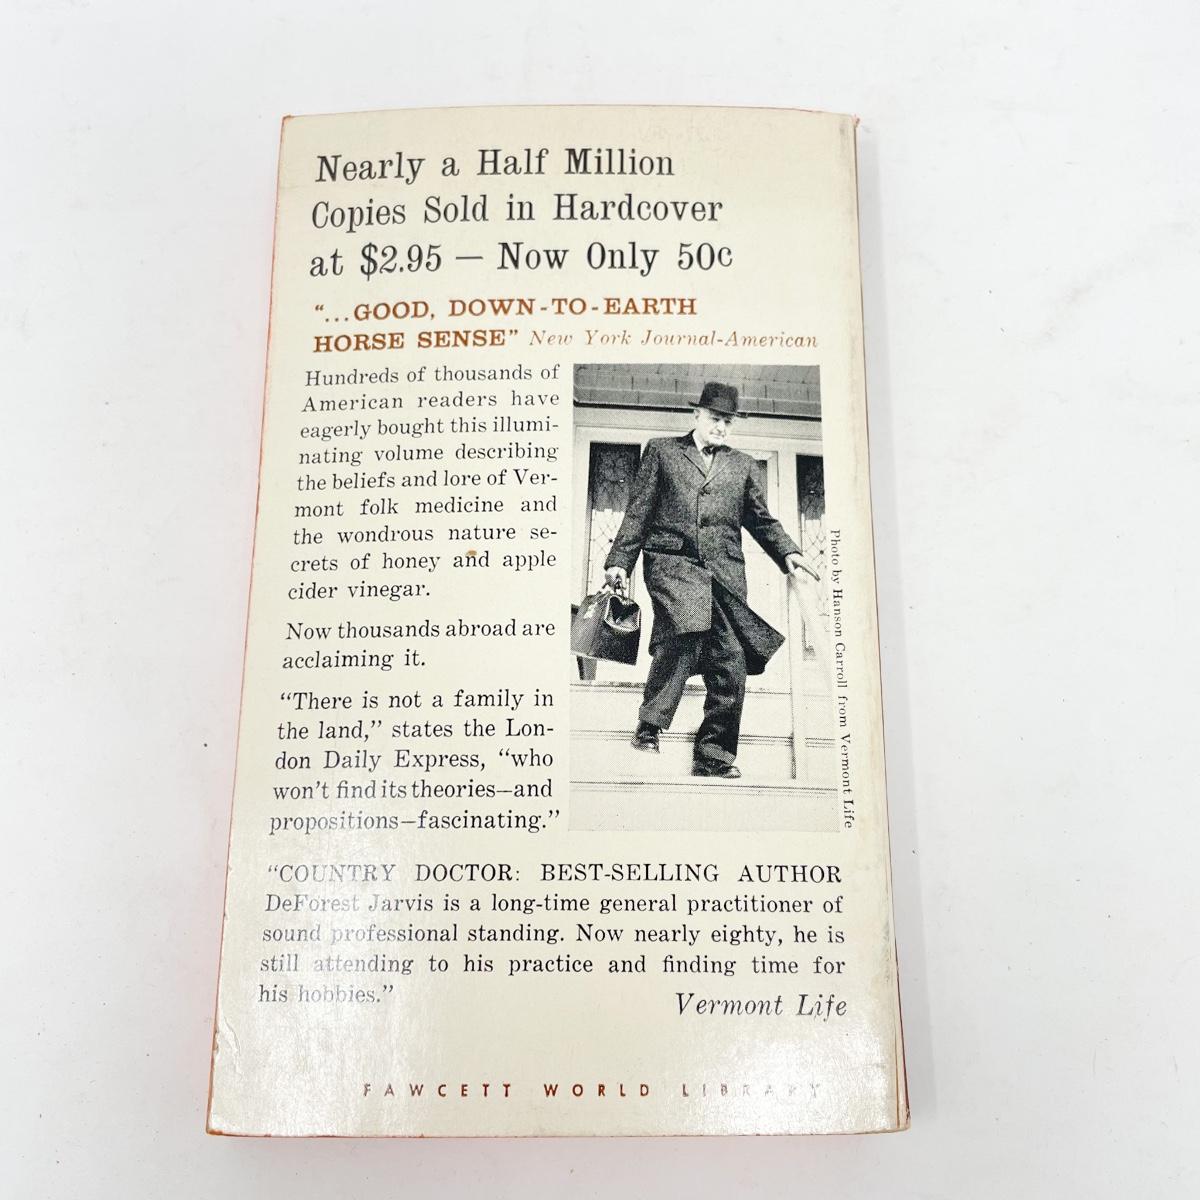 Nearly a Half Million
Copies Sold in Hardcover
at $2.95 — Now Only 50c
"...GOOD, DOWN-TO-EARTH
HORSE SENSE" New York Journal-American
Hundreds of thousands of
American readers have
eagerly bought this illumi-
nating volume describing
the beliefs and lore of Ver-
mont folk medicine and
the wondrous nature se-
crets of honey and apple
cider vinegar.
Now thousands abroad are
acclaiming it.
"There is not a family in
the land," states the Lon-
don Daily Express, "who
won't find its theories—and
propositions—fascinating."
Photo by Hanson Carroll from Vermont Life
"COUNTRY DOCTOR: BEST-SELLING AUTHOR
DeForest Jarvis is a long-time general practitioner of
sound professional standing. Now nearly eighty, he is
still attending to his practice and finding time for
his hobbies."
Vermont Life
FAWCETT WORLD LIBRARY